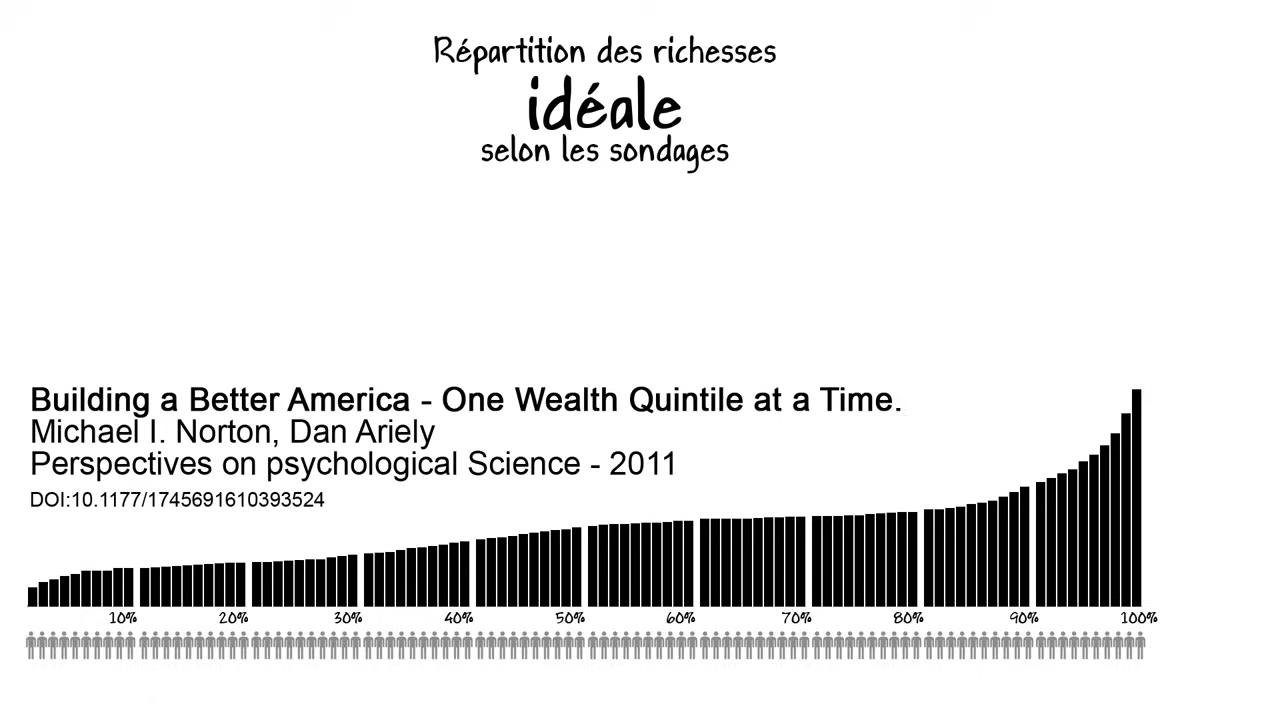 Répartition des richesses
idéale
selon les sondages
Building a Better America - One Wealth Quintile at a Time.
Michael I. Norton, Dan Ariely
Perspectives on psychological Science - 2011
DOI:10.1177/1745691610393524
10% 20% 30% 40% 50% 60% 70% 80% 90% 100%